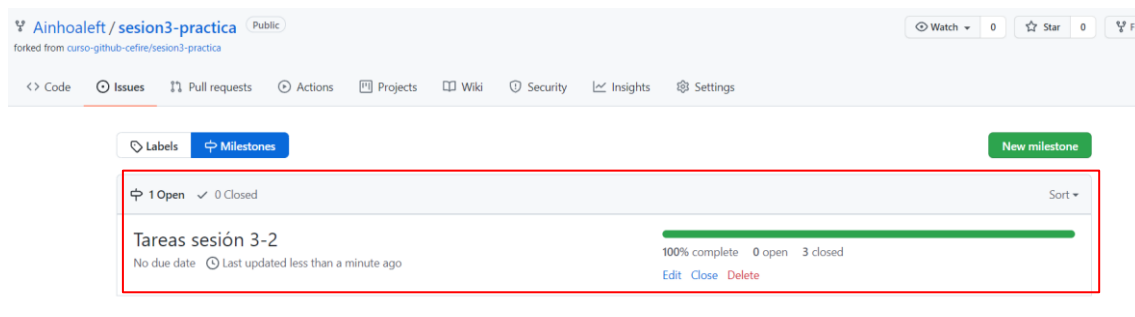 Ainhoaleft / sesion3-practica Public
Watch 0 Star 0
forked from curso-github-cefire/sesion3-practica
Code Issues Pull requests Actions Projects Wiki Security Insights Settings
Labels Milestones New milestone
1 Open 0 Closed Sort
Tareas sesión 3-2
No due date Last updated less than a minute ago
100% complete 0 open 3 closed
Edit Close Delete